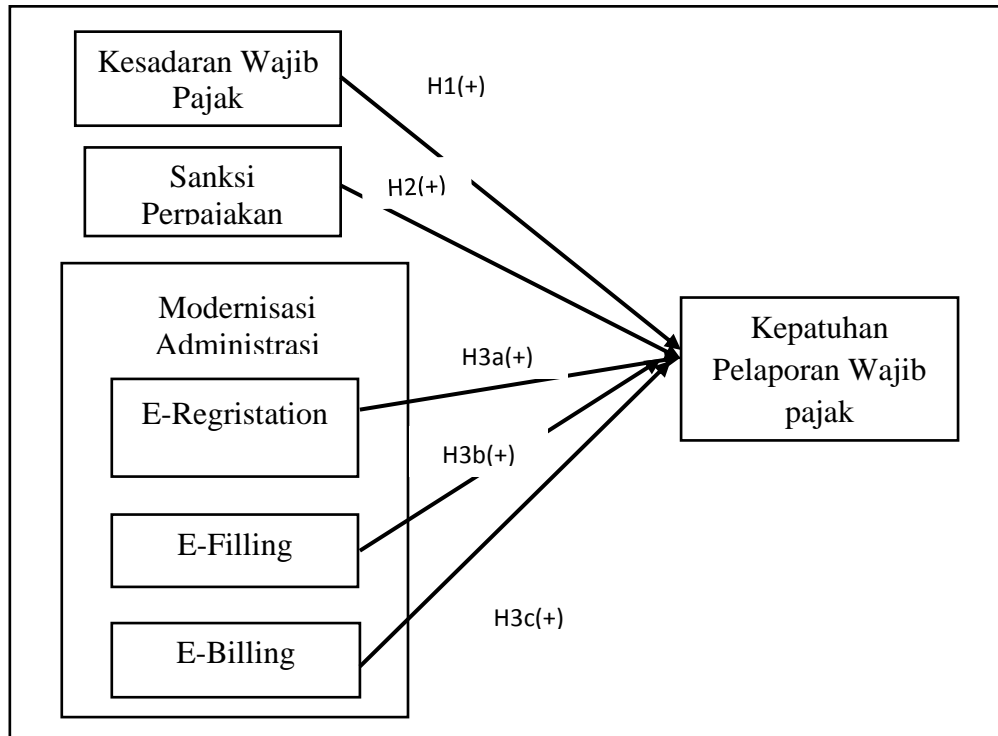 Kesadaran Wajib
Pajak
H1(+)
Sanksi
Perpajakan
H2(+)
Modernisasi
Administrasi
H3a(+)
E-Regristation
H3b(+)
E-Filling
H3c(+)
E-Billing
Kepatuhan
Pelaporan Wajib
pajak